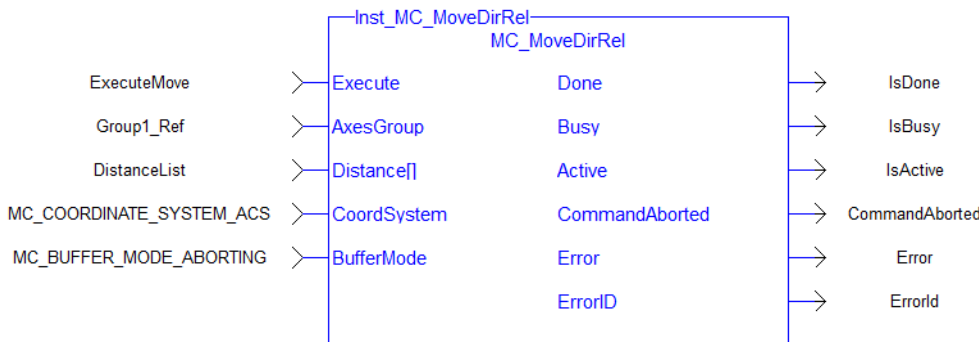 Inst_MC_MoveDirRel
MC_MoveDirRel
ExecuteMove Execute Done IsDone
Group1_Ref AxesGroup Busy IsBusy
DistanceList Distance[] Active IsActive
MC_COORDINATE_SYSTEM_ACS CoordSystem CommandAborted CommandAborted
MC_BUFFER_MODE_ABORTING BufferMode Error Error
ErrorID ErrorId